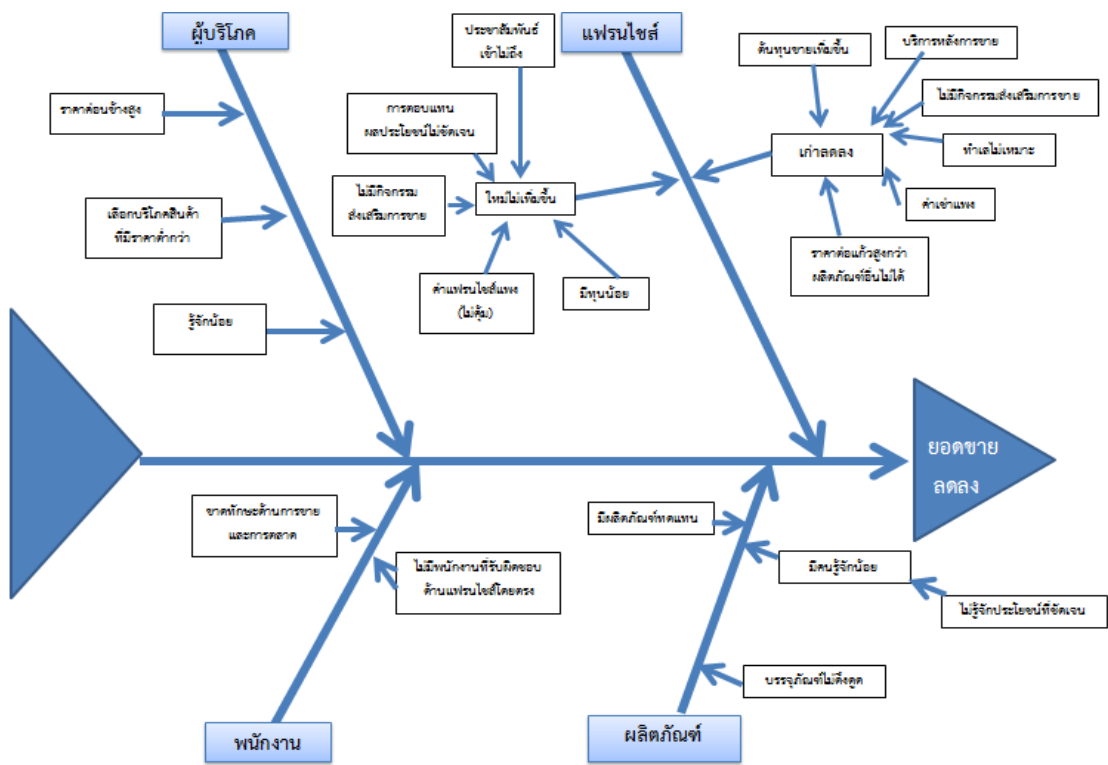 ผู้บริโภค
ประชาสัมพันธ์
เข้าไม่ถึง
แฟรนไชส์
ต้นทุนขายเพิ่มขึ้น
บริการหลังการขาย
ราคาค่อนข้างสูง
การตอบแทน
ผลประโยชน์ไม่ชัดเจน
ไม่มีกิจกรรมส่งเสริมการขาย
เก่าลดลง
ทำเลไม่เหมาะ
ไม่มีกิจกรรม
ส่งเสริมการขาย
ใหม่ไม่เพิ่มขึ้น
ค่าเช่าแพง
เลือกบริโภคสินค้า
ที่มีราคาต่ำกว่า
ราคาต่อแก้วสูงกว่า
ผลิตภัณฑ์อื่นไม่ได้
ค่าแฟรนไชส์แพง
(ไม่คุ้ม)
มีทุนน้อย
รู้จักน้อย
ยอดขาย
ลดลง
ขาดทักษะด้านการขาย
และการตลาด
มีผลิตภัณฑ์ทดแทน
ไม่มีพนักงานที่รับผิดชอบ
ด้านแฟรนไชส์โดยตรง
มีคนรู้จักน้อย
ไม่รู้จักประโยชน์ที่ชัดเจน
บรรจุภัณฑ์ไม่ดึงดูด
พนักงาน
ผลิตภัณฑ์